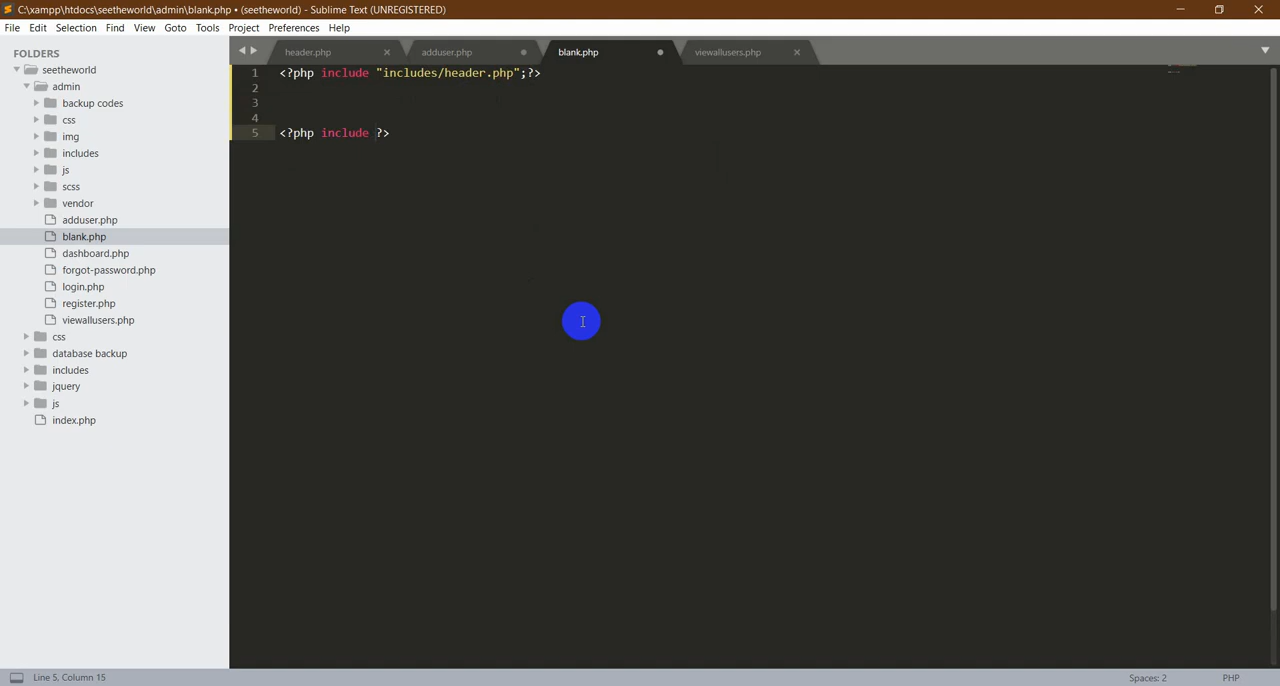 C:\xampp\htdocs\seetheworld\admin\blank.php • (seetheworld) - Sublime Text (UNREGISTERED)
File Edit Selection Find View Goto Tools Project Preferences Help
FOLDERS
seetheworld
admin
backup codes
css
img
includes
js
scss
vendor
adduser.php
blank.php
dashboard.php
forgot-password.php
login.php
register.php
viewallusers.php
css
database backup
includes
jquery
js
index.php
header.php adduser.php blank.php viewallusers.php
1 <?php include "includes/header.php";?>
2
3
4
5 <?php include ?>
Line 5, Column 15 Spaces: 2 PHP